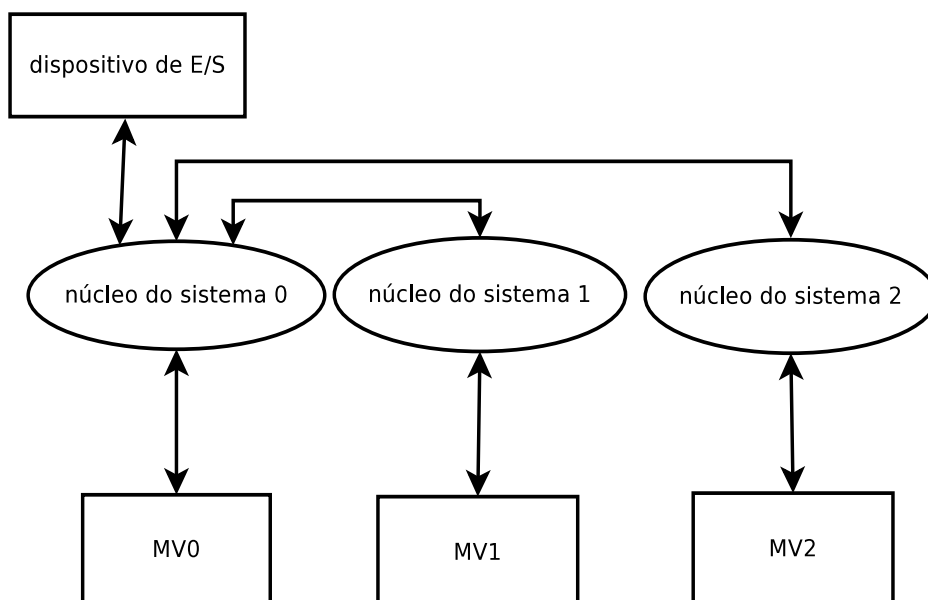 dispositivo de E/S
núcleo do sistema 0
núcleo do sistema 1
núcleo do sistema 2
MV0
MV1
MV2